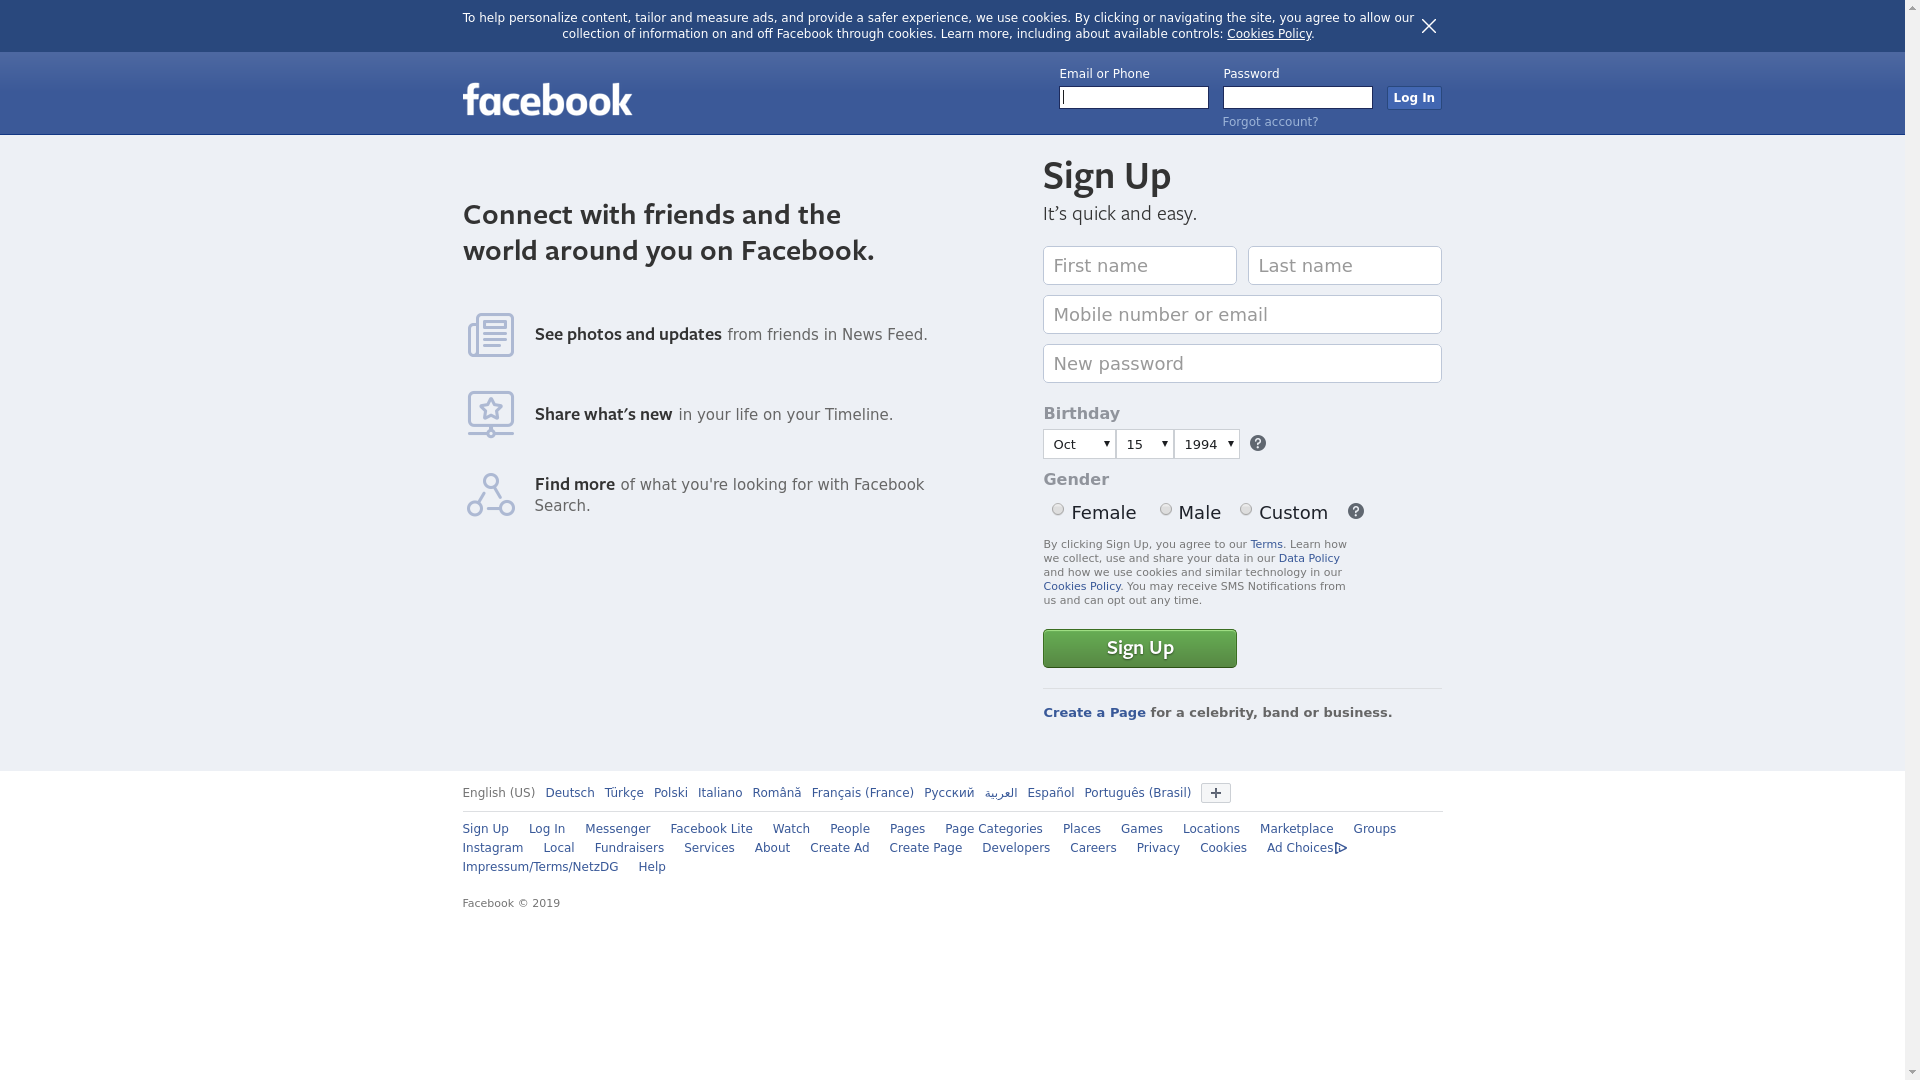 To help personalize content, tailor and measure ads, and provide a safer experience, we use cookies. By clicking or navigating the site, you agree to allow our
collection of information on and off Facebook through cookies. Learn more, including about available controls: Cookies Policy.
facebook
Email or Phone
Password
Log In
Forgot account?
Connect with friends and the
world around you on Facebook.
See photos and updates from friends in News Feed.
Share what's new in your life on your Timeline.
Find more of what you're looking for with Facebook
Search.
Sign Up
It's quick and easy.
First name
Last name
Mobile number or email
New password
Birthday
Oct
15
1994
Gender
Female
Male
Custom
By clicking Sign Up, you agree to our Terms. Learn how
we collect, use and share your data in our Data Policy
and how we use cookies and similar technology in our
Cookies Policy. You may receive SMS Notifications from
us and can opt out any time.
Sign Up
Create a Page for a celebrity, band or business.
English (US) Deutsch Türkçe Polski Italiano Română Français (France) Русский العربية Español Português (Brasil)
Sign Up Log In Messenger Facebook Lite Watch People Pages Page Categories Places Games Locations Marketplace Groups
Instagram Local Fundraisers Services About Create Ad Create Page Developers Careers Privacy Cookies Ad Choices
Impressum/Terms/NetzDG Help
Facebook © 2019